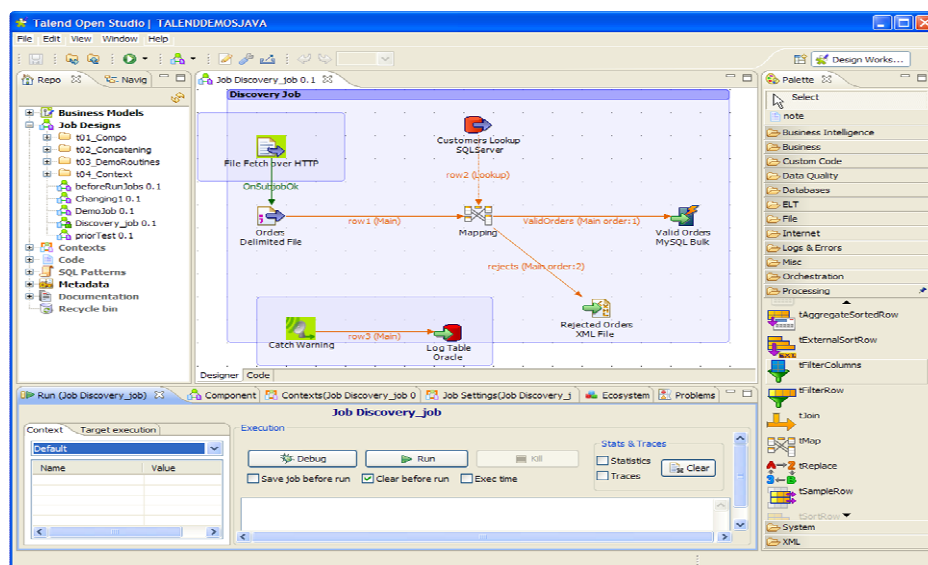 Talend Open Studio | TALENDDEMOSJAVA
File Edit View Window Help
Design Works...
Repo
Navig
Business Models
Job Designs
t01_Compo
t02_Concatening
t03_DemoRoutines
t04_Context
beforeRunJobs 0.1
Changing1 0.1
DemoJob 0.1
Discovery_job 0.1
priorTest 0.1
Contexts
Code
SQL Patterns
Metadata
Documentation
Recycle bin
Job Discovery_job 0.1
Discovery Job
File Fetch over HTTP
Customers Lookup
SQLServer
row2 (Lookup)
OnSubjobOk
Orders
Delimited File
row1 (Main)
Mapping
ValidOrders (Main order:1)
Valid Orders
MySQL Bulk
rejects (Main order:2)
Rejected Orders
XML File
Catch Warning
row3 (Main)
Log Table
Oracle
Designer Code
Palette
Select
note
Business Intelligence
Business
Custom Code
Data Quality
Databases
ELT
File
Internet
Logs & Errors
Misc
Orchestration
Processing
tAggregateSortedRow
tExternalSortRow
tFilterColumns
tFilterRow
tJoin
tMap
tReplace
tSampleRow
tSortRow
System
XML
Run (Job Discovery_job)
Component
Contexts(Job Discovery_job 0
Job Settings(Job Discovery_j
Ecosystem
Problems
Job Discovery_job
Context Target execution
Default
Name Value
Execution
Debug
Run
Kill
Save job before run
Clear before run
Exec time
Stats & Traces
Statistics
Traces
Clear